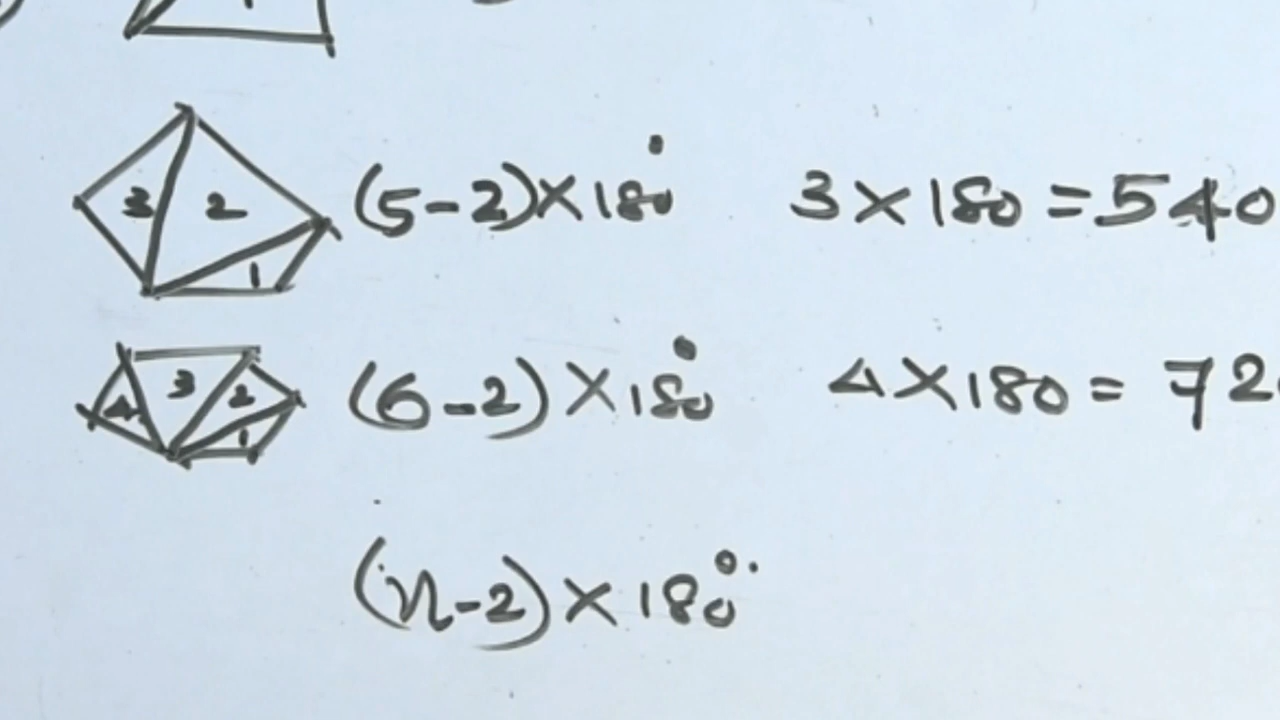 3 2 1 (5-2)×180° 3×180=540
4 3 2 1 (6-2)×180° 4×180=72
(n-2)×180°.